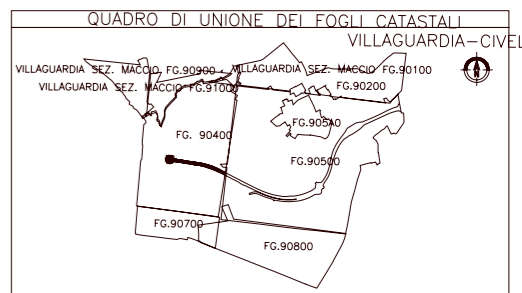 QUADRO DI UNIONE DEI FOGLI CATASTALI
VILLAGUARDIA-CIVEL
VILLAGUARDIA SEZ. MACCIO FG.90900
VILLAGUARDIA SEZ. MACCIO FG.90100
VILLAGUARDIA SEZ. MACCIO FG.91000
FG.90200
FG.905A0
FG. 90400
FG.90500
FG.90700
FG.90800